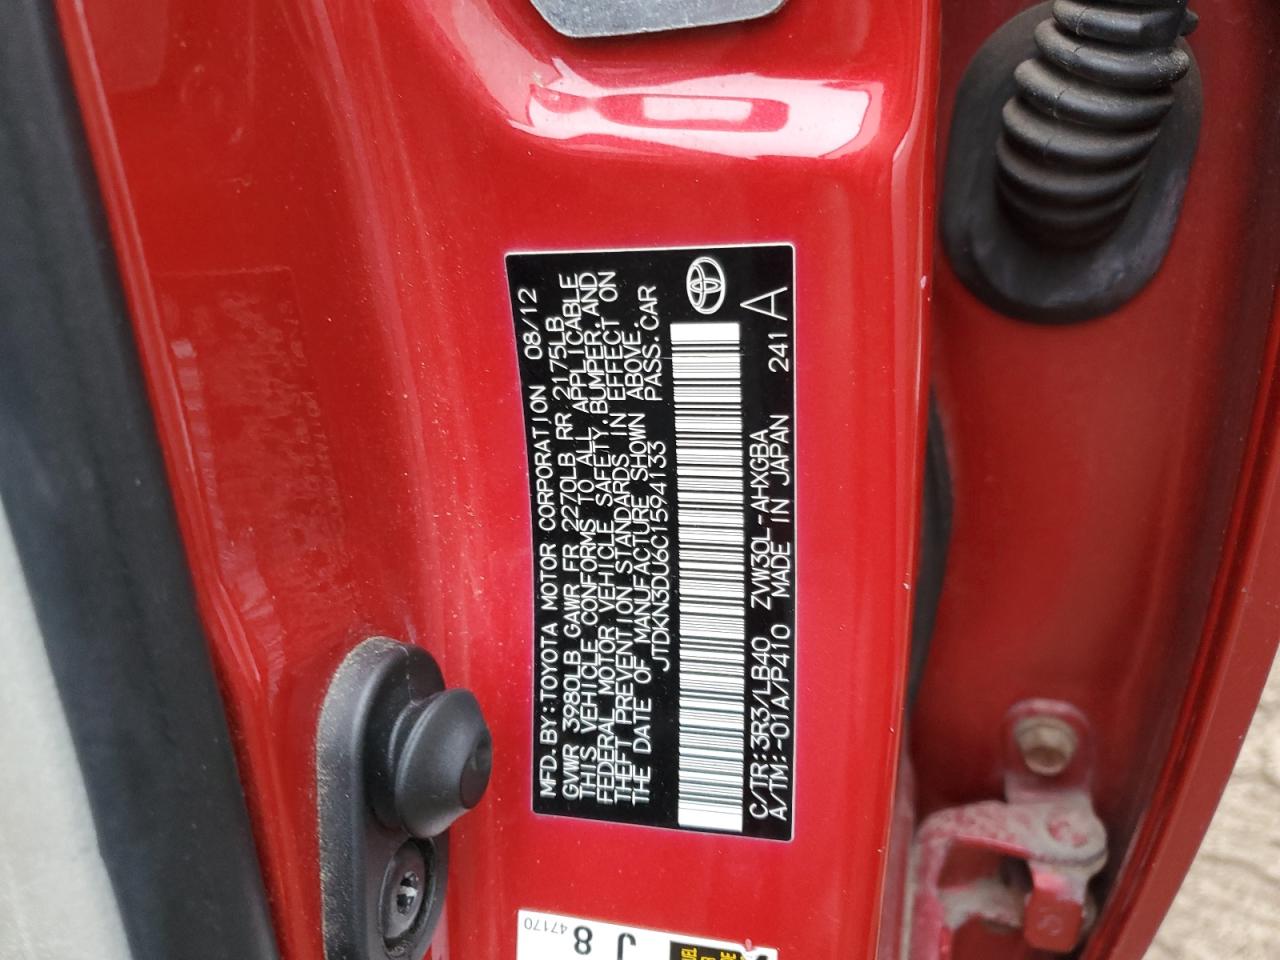 MFD. BY: TOYOTA MOTOR CORPORATION 08/12
GVWR 3980LB GAWR FR 2270LB RR 2175LB
THIS VEHICLE CONFORMS TO ALL APPLICABLE
FEDERAL MOTOR VEHICLE SAFETY, BUMPER, AND
THEFT PREVENTION STANDARDS IN EFFECT ON
THE DATE OF MANUFACTURE SHOWN ABOVE.
JTDKN3DU6C1594133 PASS. CAR
C/TR: 3R3/LB40 ZVW30L-AHXGBA 241 A
A/TM: -01A/P410 MADE IN JAPAN
47170
J 8